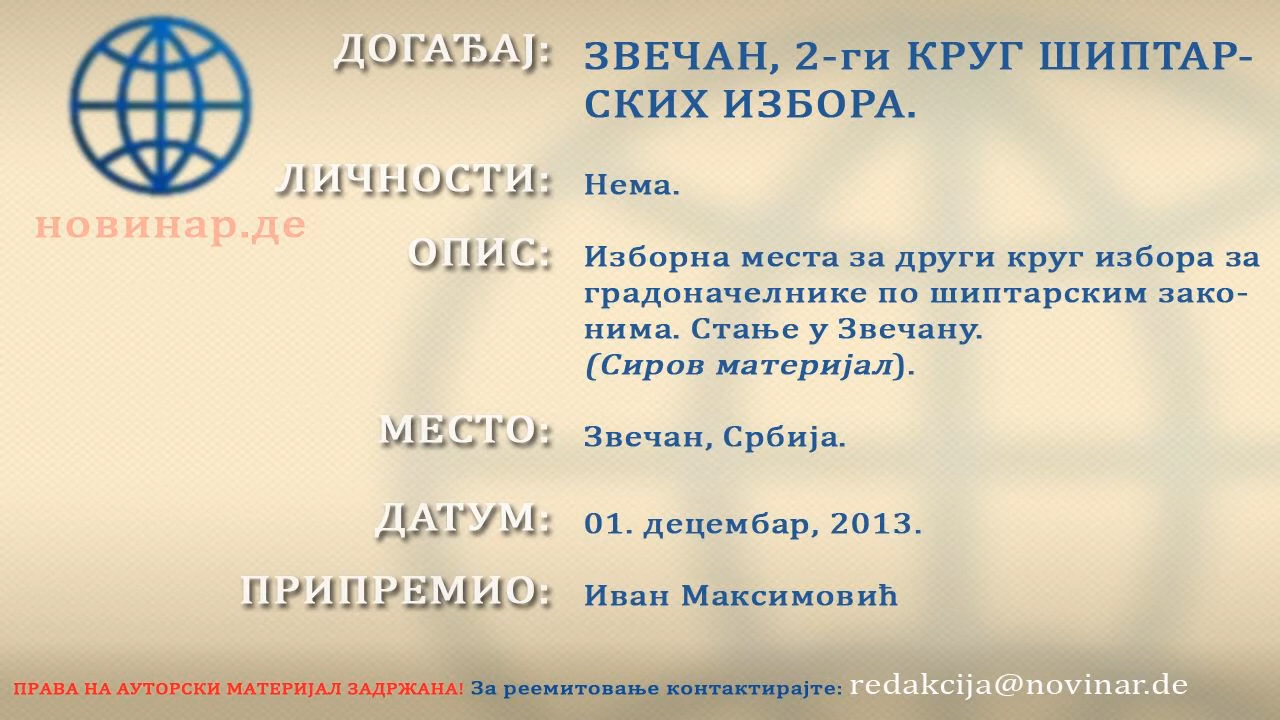 ДОГАЂАЈ:
ЗВЕЧАН, 2-ги КРУГ ШИПТАР-
СКИХ ИЗБОРА.
ЛИЧНОСТИ:
Нема.
новинар.де
ОПИС:
Изборна места за други круг избора за
градоначелнике по шиптарским зако-
нима. Стање у Звечану.
(Сиров материјал).
МЕСТО:
Звечан, Србија.
ДАТУМ:
01. децембар, 2013.
ПРИПРЕМИО:
Иван Максимовић
ПРАВА НА АУТОРСКИ МАТЕРИЈАЛ ЗАДРЖАНА! За реемитовање контактирајте: redakcija@novinar.de